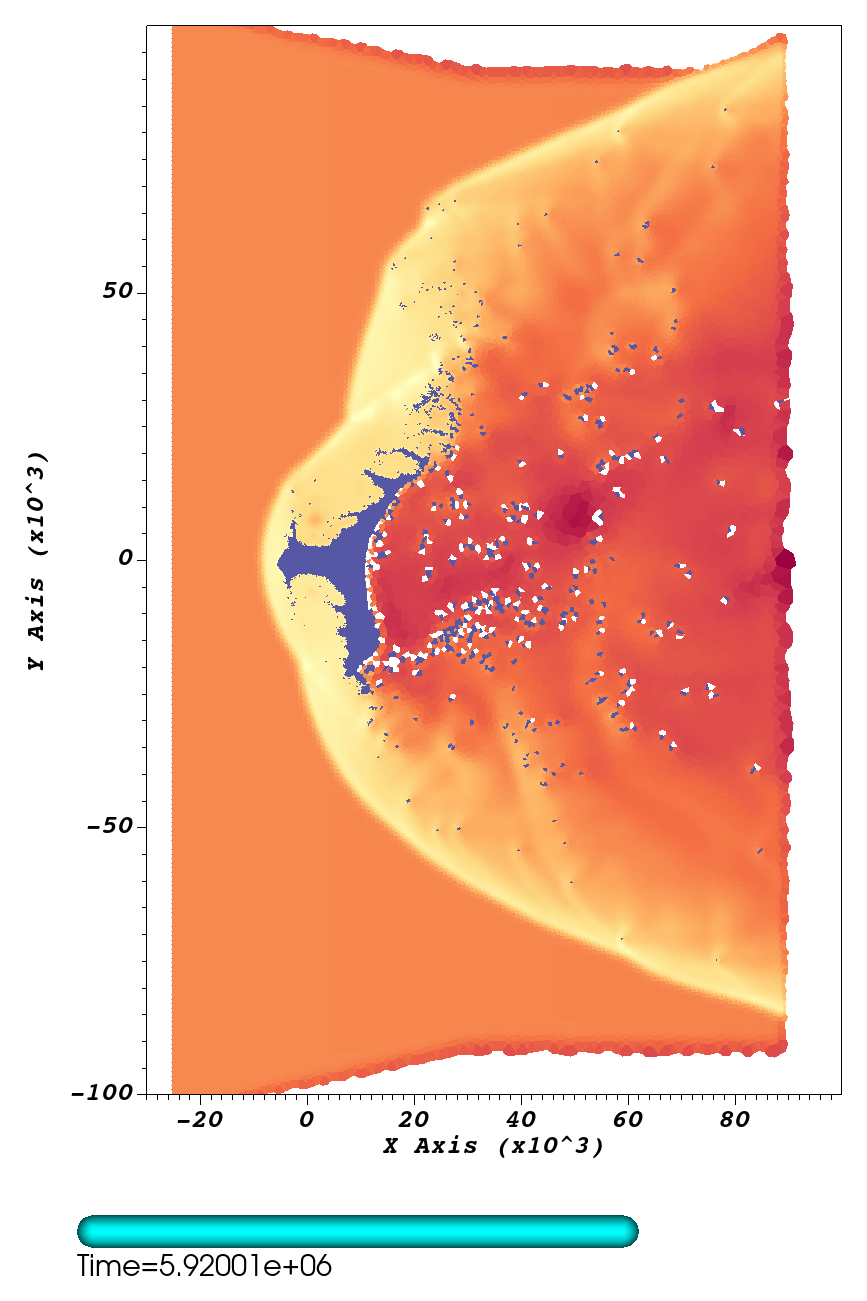 50
0
-50
-100
-20 0 20 40 60 80
X Axis (x10^3)
Y Axis (x10^3)
Time=5.92001e+06